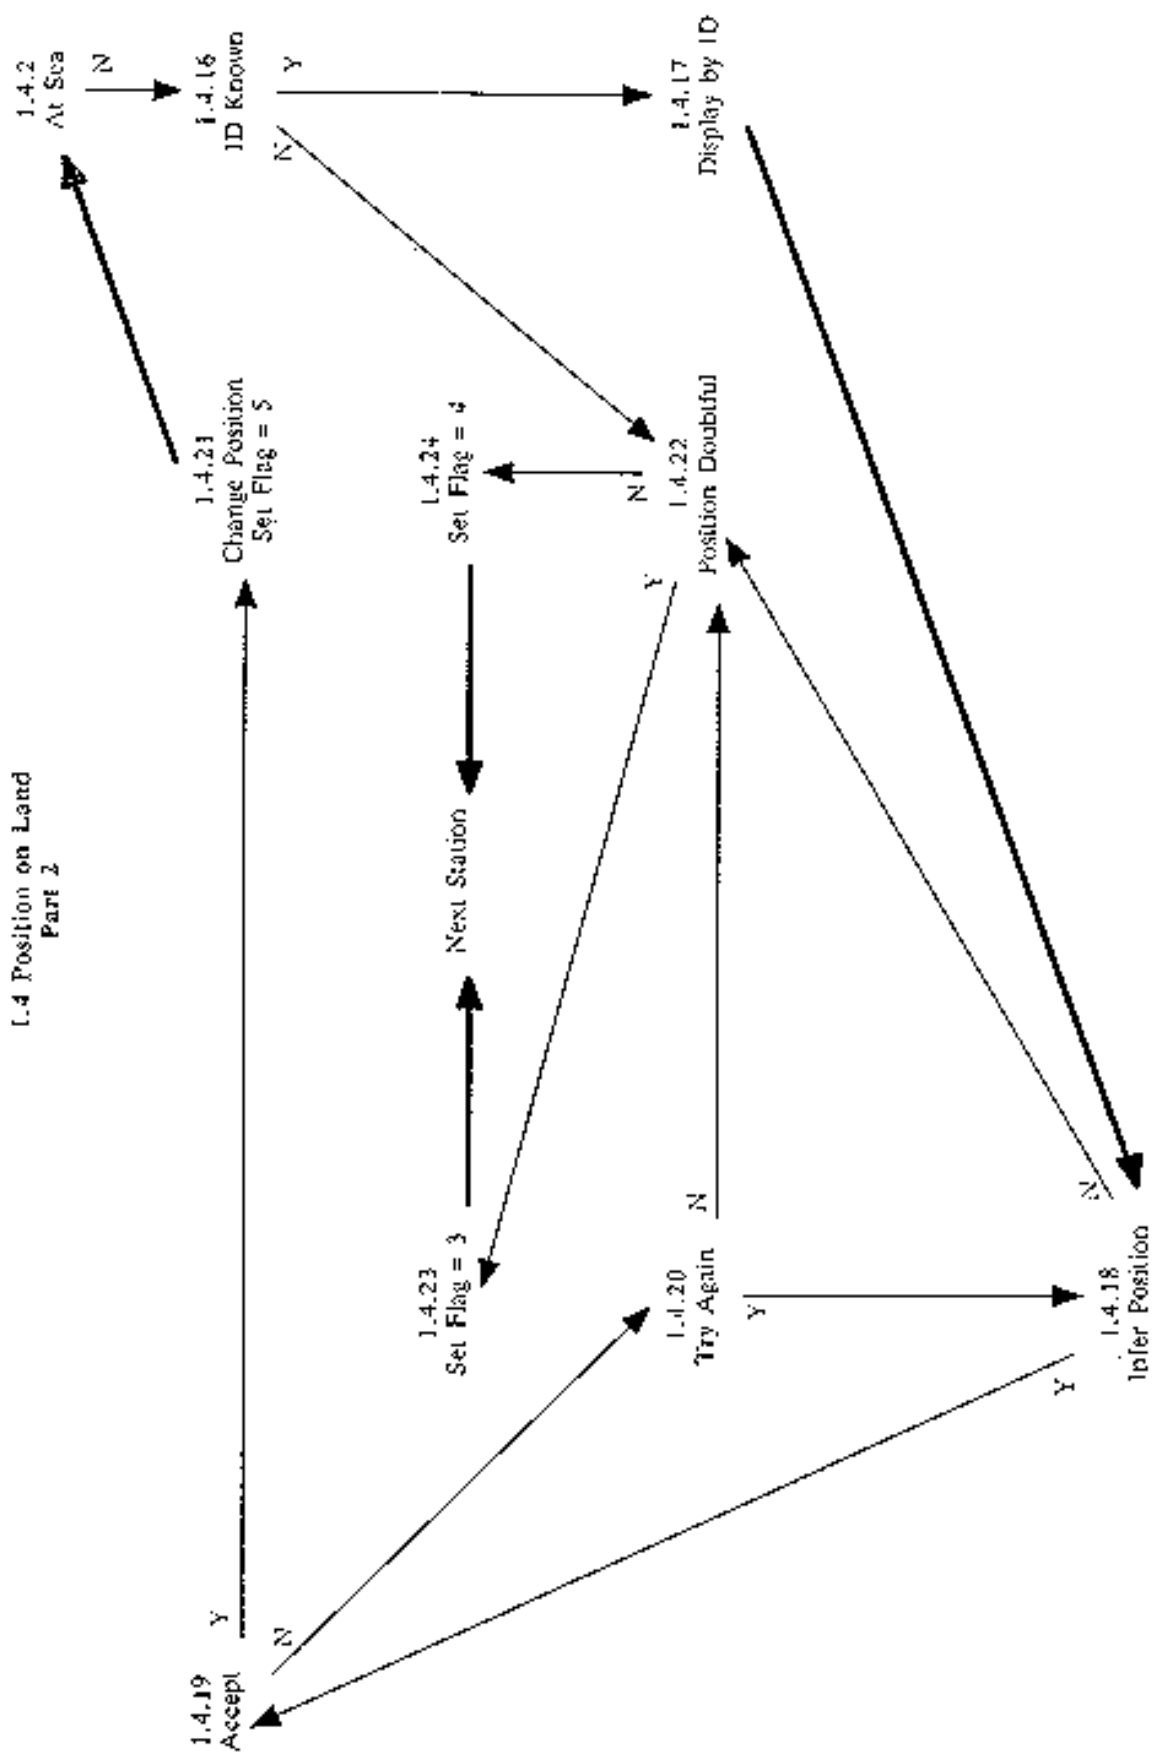 1.4 Position on Land
Part 2
1.4.19
Accept
Y
N
1.4.21
Change Position
Set Flag = 5
1.4.2
At Sea
N
1.4.16
ID Known
N
Y
1.4.23
Set Flag = 3
Next Station
1.4.24
Set Flag = 4
1.4.20
Try Again
N
Y
Y
N
1.4.22
Position Doubtful
1.4.17
Display by ID
Y
N
1.4.18
Infer Position